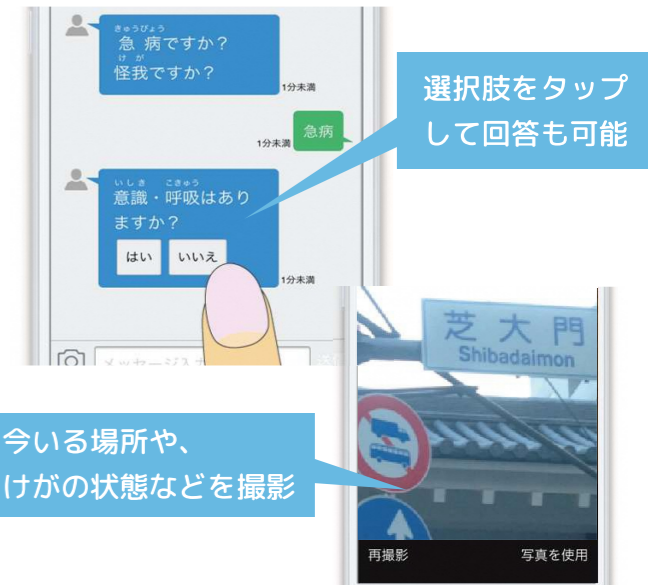 きゅうびょう
急 病ですか？
けが
怪我ですか？
1分未満
選択肢をタップ
して回答も可能
急病
1分未満
いしき こきゅう
意識・呼吸はあり
ますか？
はい いいえ
1分未満
芝大門
Shibadaimon
今いる場所や、
けがの状態などを撮影
再撮影 写真を使用